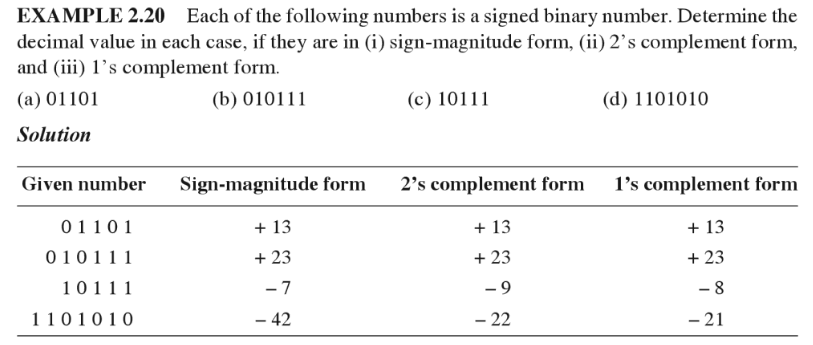 EXAMPLE 2.20 Each of the following numbers is a signed binary number. Determine the
decimal value in each case, if they are in (i) sign-magnitude form, (ii) 2’s complement form,
and (iii) 1’s complement form.
(a) 01101 (b) 010111 (c) 10111 (d) 1101010
Solution
Given number Sign-magnitude form 2’s complement form 1’s complement form
0 1 1 0 1 + 13 + 13 + 13
0 1 0 1 1 1 + 23 + 23 + 23
1 0 1 1 1 – 7 – 9 – 8
1 1 0 1 0 1 0 – 42 – 22 – 21